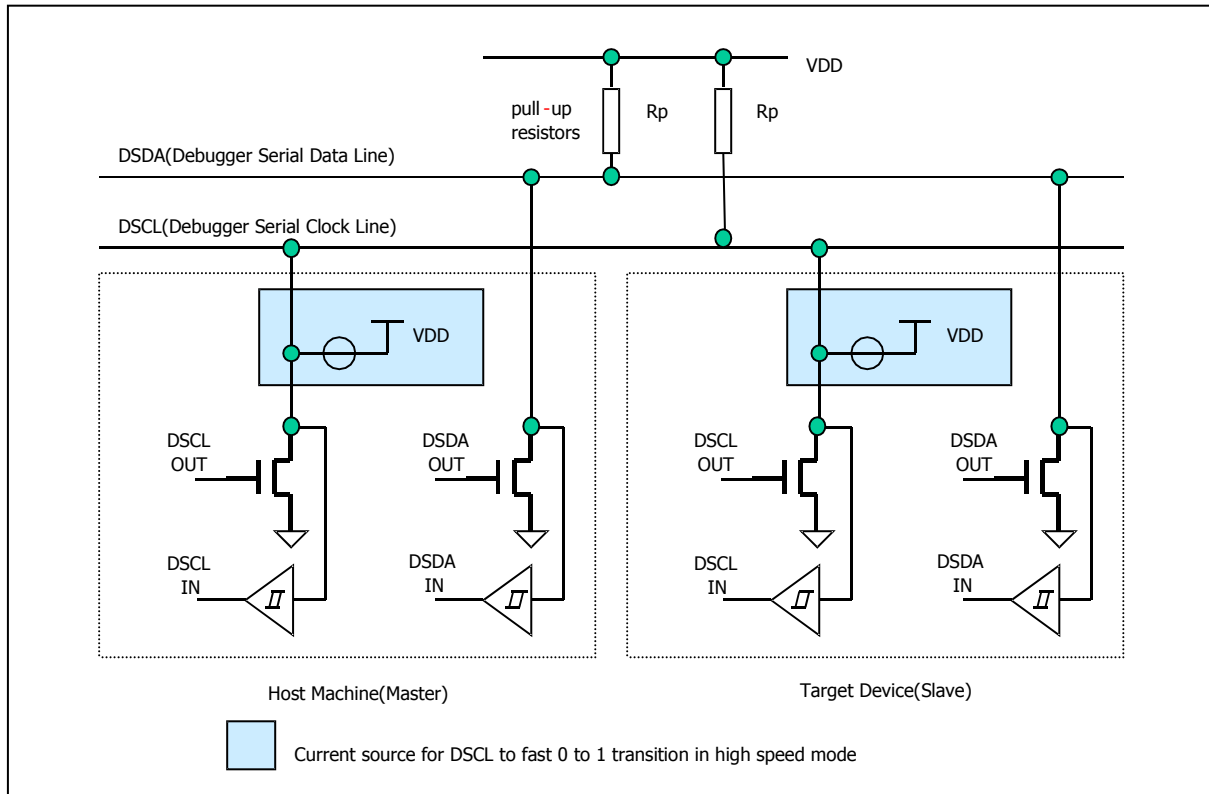 VDD
pull-up
resistors
Rp
Rp
DSDA(Debugger Serial Data Line)
DSCL(Debugger Serial Clock Line)
VDD
VDD
DSCL
OUT
DSDA
OUT
DSCL
OUT
DSDA
OUT
DSCL
IN
DSDA
IN
DSCL
IN
DSDA
IN
Host Machine(Master)
Target Device(Slave)
Current source for DSCL to fast 0 to 1 transition in high speed mode